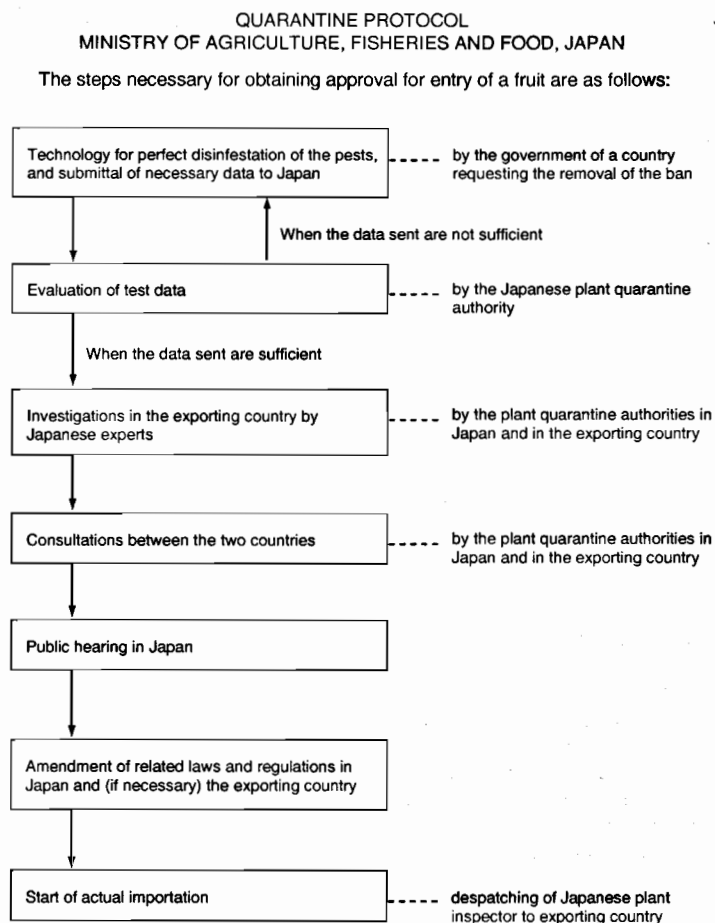 QUARANTINE PROTOCOL
MINISTRY OF AGRICULTURE, FISHERIES AND FOOD, JAPAN
The steps necessary for obtaining approval for entry of a fruit are as follows:
Technology for perfect disinfestation of the pests,
and submittal of necessary data to Japan
by the government of a country
requesting the removal of the ban
When the data sent are not sufficient
Evaluation of test data
by the Japanese plant quarantine
authority
When the data sent are sufficient
Investigations in the exporting country by
Japanese experts
by the plant quarantine authorities in
Japan and in the exporting country
Consultations between the two countries
by the plant quarantine authorities in
Japan and in the exporting country
Public hearing in Japan
Amendment of related laws and regulations in
Japan and (if necessary) the exporting country
Start of actual importation
despatching of Japanese plant
inspector to exporting country